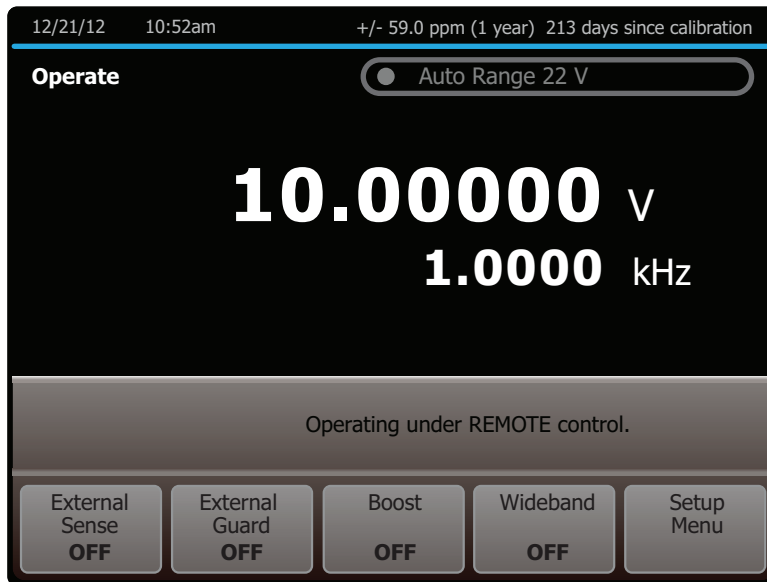 12/21/12 10:52am +/- 59.0 ppm (1 year) 213 days since calibration
Operate Auto Range 22 V
10.00000 V
1.0000 kHz
Operating under REMOTE control.
External Sense OFF
External Guard OFF
Boost OFF
Wideband OFF
Setup Menu